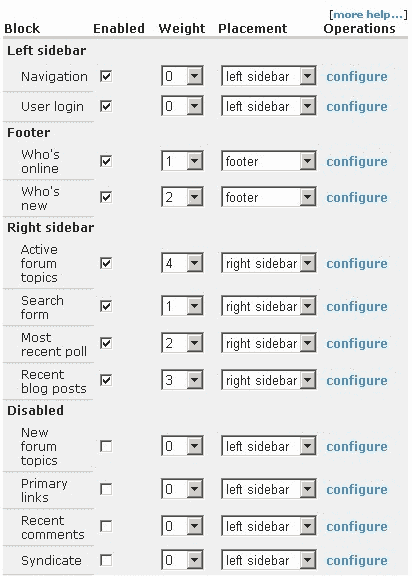 [more help...]
Block Enabled Weight Placement Operations
Left sidebar
Navigation 0 left sidebar configure
User login 0 left sidebar configure
Footer
Who's
online 1 footer configure
Who's
new 2 footer configure
Right sidebar
Active
forum 4 right sidebar configure
topics
Search
form 1 right sidebar configure
Most
recent poll 2 right sidebar configure
Recent
blog posts 3 right sidebar configure
Disabled
New
forum 0 left sidebar configure
topics
Primary
links 0 left sidebar configure
Recent
comments 0 left sidebar configure
Syndicate 0 left sidebar configure